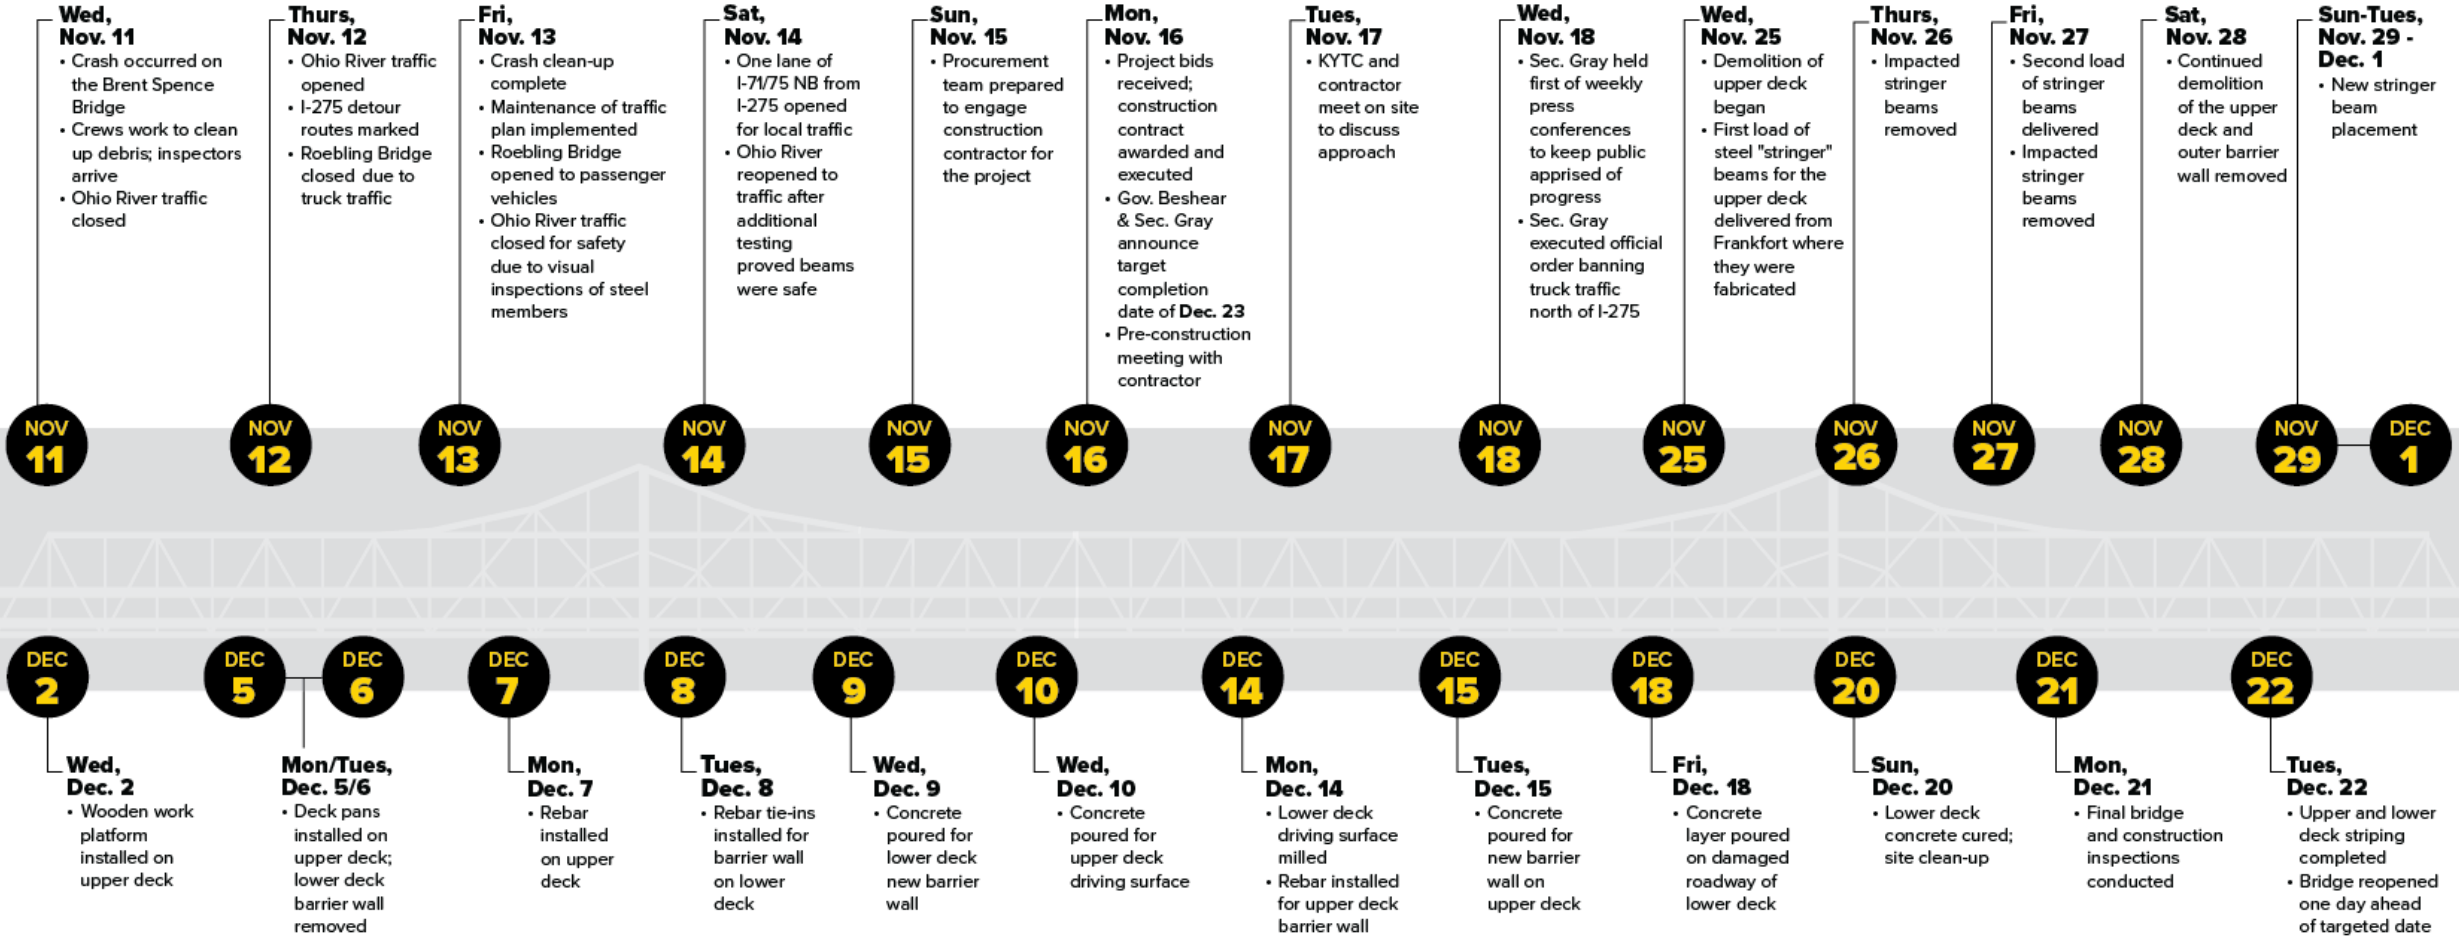 Wed,
Nov. 11
• Crash occurred on
the Brent Spence
Bridge
• Crews work to clean
up debris; inspectors
arrive
• Ohio River traffic
closed
Thurs,
Nov. 12
• Ohio River traffic
opened
• I-275 detour
routes marked
• Roebling Bridge
closed due to
truck traffic
Fri,
Nov. 13
• Crash clean-up
complete
• Maintenance of traffic
plan implemented
• Roebling Bridge
opened to passenger
vehicles
• Ohio River traffic
closed for safety
due to visual
inspections of steel
members
Sat,
Nov. 14
• One lane of
I-71/75 NB from
I-275 opened
for local traffic
• Ohio River
reopened to
traffic after
additional
testing
proved beams
were safe
Sun,
Nov. 15
• Procurement
team prepared
to engage
construction
contractor for
the project
Mon,
Nov. 16
• Project bids
received;
construction
contract
awarded and
executed
• Gov. Beshear
& Sec. Gray
announce
target
completion
date of Dec. 23
• Pre-construction
meeting with
contractor
Tues,
Nov. 17
• KYTC and
contractor
meet on site
to discuss
approach
Wed,
Nov. 18
• Sec. Gray held
first of weekly
press
conferences
to keep public
apprised of
progress
• Sec. Gray
executed official
order banning
truck traffic
north of I-275
Wed,
Nov. 25
• Demolition of
upper deck
began
• First load of
steel "stringer"
beams for the
upper deck
delivered from
Frankfort where
they were
fabricated
Thurs,
Nov. 26
• Impacted
stringer
beams
removed
Fri,
Nov. 27
• Second load
of stringer
beams
delivered
• Impacted
stringer
beams
removed
Sat,
Nov. 28
• Continued
demolition
of the upper
deck and
outer barrier
wall removed
Sun-Tues,
Nov. 29 -
Dec. 1
• New stringer
beam
placement
NOV
11
NOV
12
NOV
13
NOV
14
NOV
15
NOV
16
NOV
17
NOV
18
NOV
25
NOV
26
NOV
27
NOV
28
NOV
29
DEC
1
DEC
2
DEC
5
DEC
6
DEC
7
DEC
8
DEC
9
DEC
10
DEC
14
DEC
15
DEC
18
DEC
20
DEC
21
DEC
22
Wed,
Dec. 2
• Wooden work
platform
installed on
upper deck
Mon/Tues,
Dec. 5/6
• Deck pans
installed on
upper deck;
lower deck
barrier wall
removed
Mon,
Dec. 7
• Rebar
installed
on upper
deck
Tues,
Dec. 8
• Rebar tie-ins
installed for
barrier wall
on lower
deck
Wed,
Dec. 9
• Concrete
poured for
lower deck
new barrier
wall
Wed,
Dec. 10
• Concrete
poured for
upper deck
driving surface
Mon,
Dec. 14
• Lower deck
driving surface
milled
• Rebar installed
for upper deck
barrier wall
Tues,
Dec. 15
• Concrete
poured for
new barrier
wall on
upper deck
Fri,
Dec. 18
• Concrete
layer poured
on damaged
roadway of
lower deck
Sun,
Dec. 20
• Lower deck
concrete cured;
site clean-up
Mon,
Dec. 21
• Final bridge
and construction
inspections
conducted
Tues,
Dec. 22
• Upper and lower
deck striping
completed
• Bridge reopened
one day ahead
of targeted date